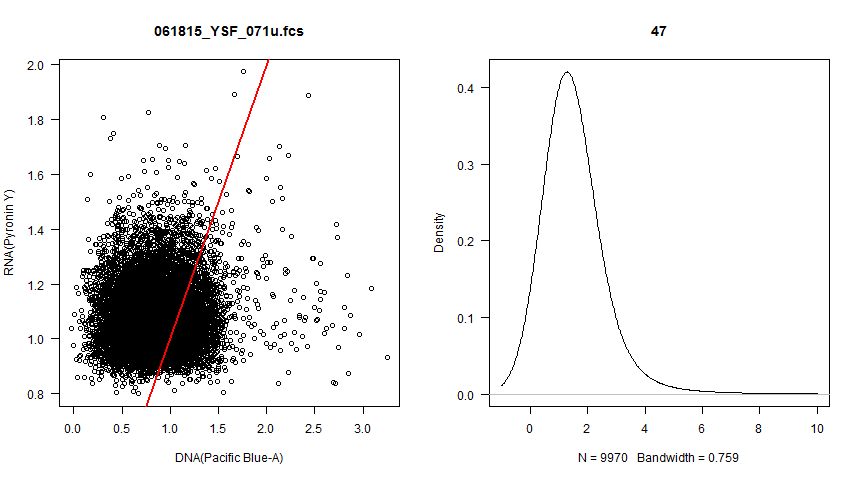 061815_YSF_071u.fcs
RNA(Pyronin Y)
2.0
1.8
1.6
1.4
1.2
1.0
0.8
0.0 0.5 1.0 1.5 2.0 2.5 3.0
DNA(Pacific Blue-A)
47
Density
0.4
0.3
0.2
0.1
0.0
0 2 4 6 8 10
N = 9970 Bandwidth = 0.759